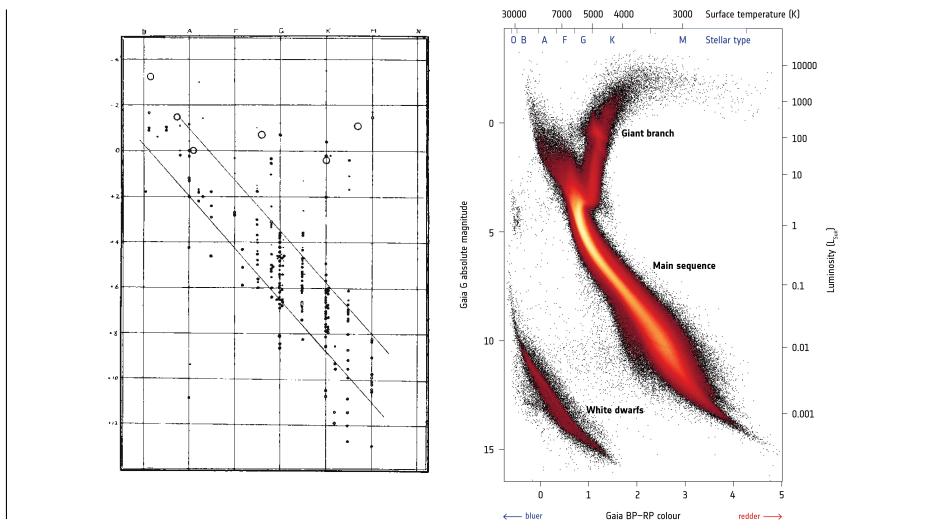 B A F G K M N
-4
-2
0
+2
+4
+6
+8
+10
+12
30000 7000 5000 4000 3000 Surface temperature (K)
O B A F G K M Stellar type
Giant branch
Main sequence
White dwarfs
Gaia G absolute magnitude
0
5
10
15
10000
1000
100
10
1
0.1
0.01
0.001
Luminosity (LSun)
0 1 2 3 4 5
bluer Gaia BP–RP colour redder